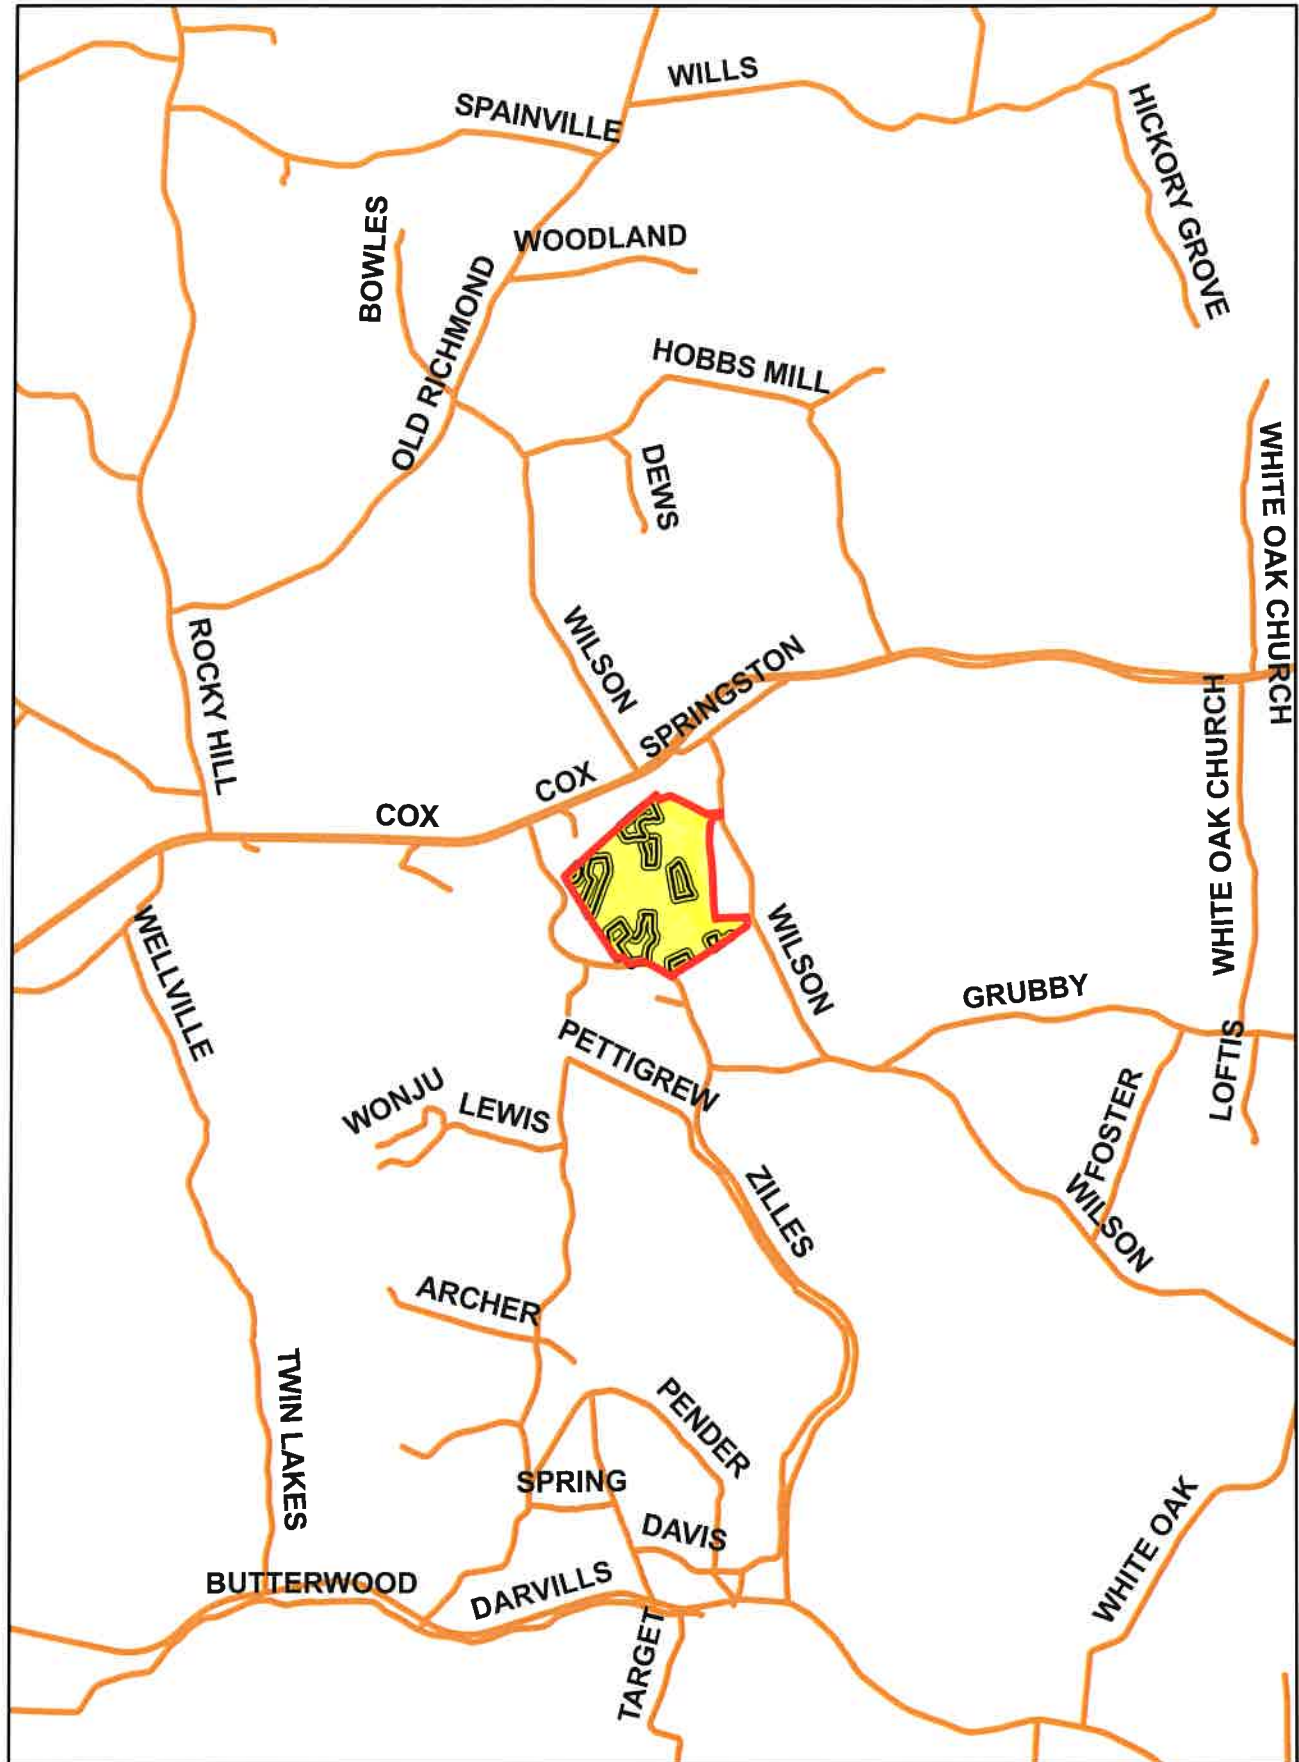 WILLS
SPAINVILLE
HICKORY GROVE
BOWLES
WOODLAND
OLD RICHMOND
HOBBS MILL
DEWS
WHITE OAK CHURCH
WILSON
ROCKY HILL
SPRINGSTON
WHITE OAK CHURCH
COX
COX
WELLVILLE
WILSON
GRUBBY
PETTIGREW
LOFTIS
WONJU
LEWIS
FOSTER
ZILLES
WILSON
ARCHER
TWIN LAKES
PENDER
SPRING
WHITE OAK
DAVIS
BUTTERWOOD
DARVILLS
TARGET